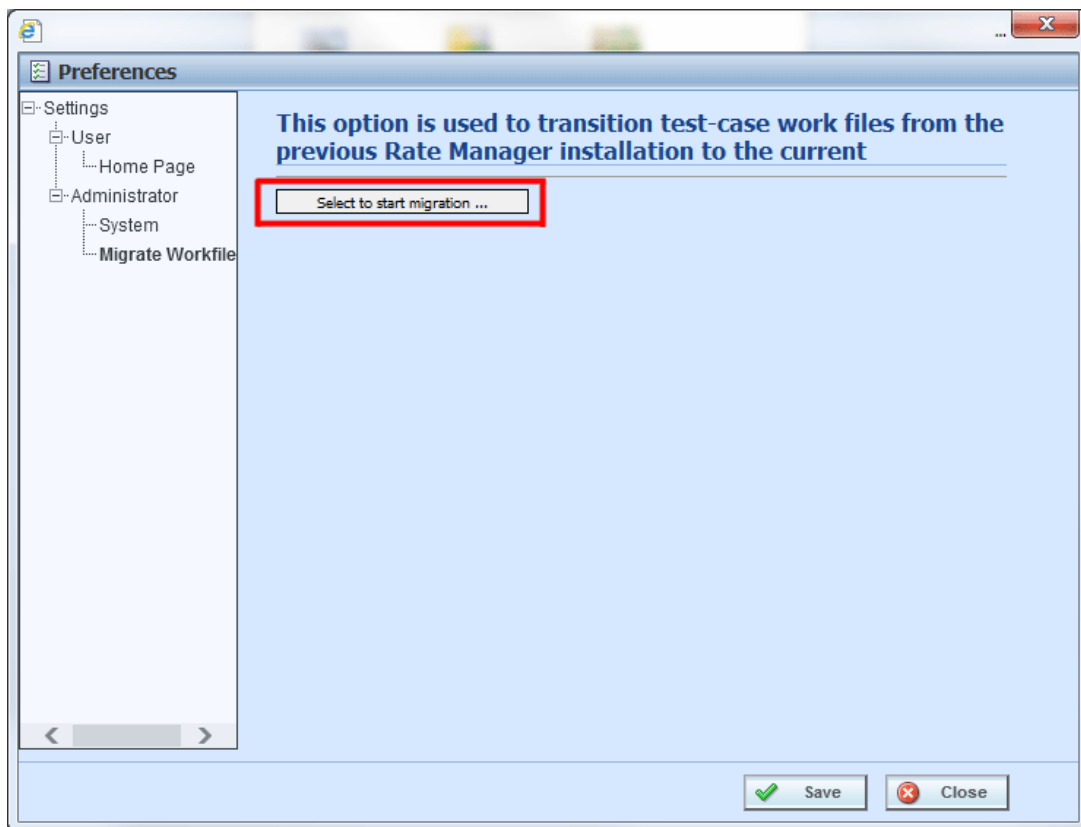 ...
Preferences
Settings
User
Home Page
Administrator
System
Migrate Workfile
This option is used to transition test-case work files from the
previous Rate Manager installation to the current
Select to start migration ...
Save
Close